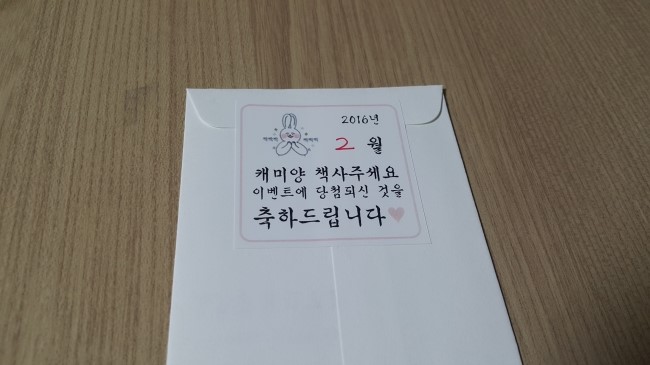 2016년
2 월
캐미양 책사주세요
이벤트에 당첨되신 것을
축하드립니다